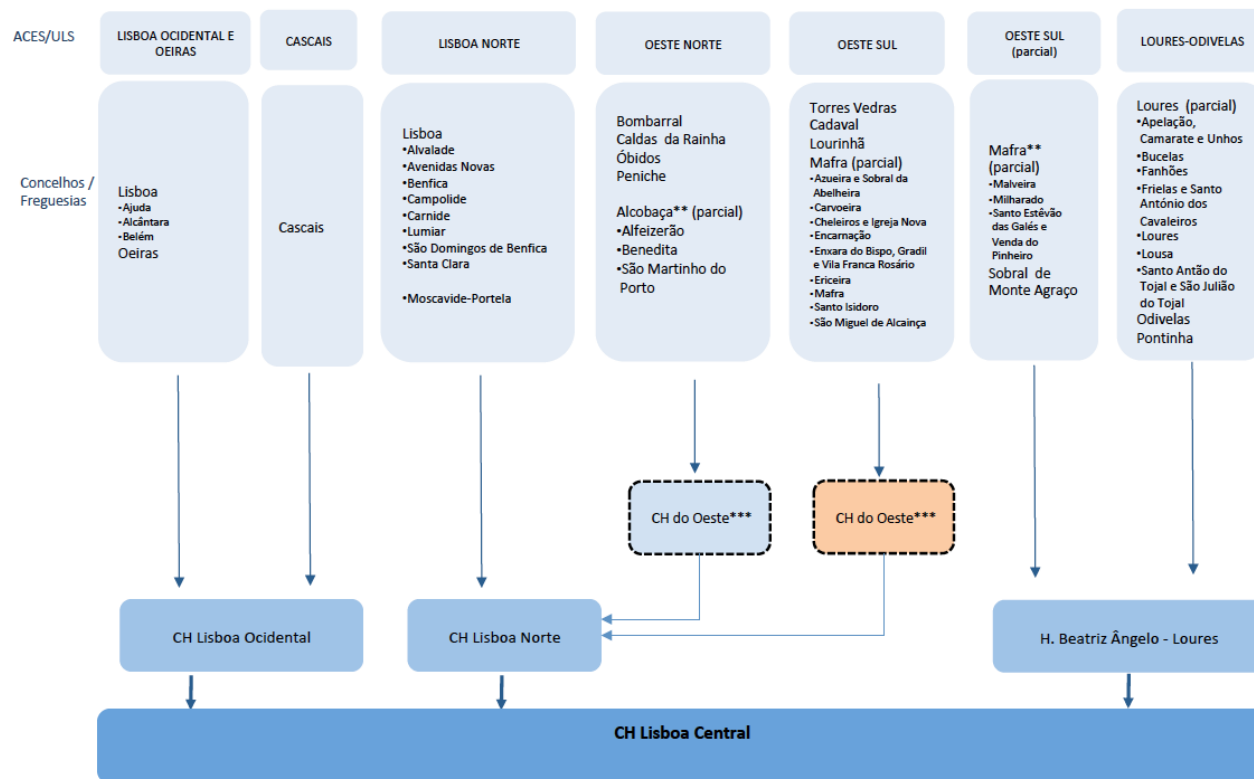 ACES/ULS
LISBOA OCIDENTAL E
OEIRAS
CASCAIS
LISBOA NORTE
OESTE NORTE
OESTE SUL
OESTE SUL
(parcial)
LOURES-ODIVELAS
Concelhos /
Freguesias
Lisboa
•Ajuda
•Alcântara
•Belém
Oeiras
Cascais
Lisboa
•Alvalade
•Avenidas Novas
•Benfica
•Campolide
•Carnide
•Lumiar
•São Domingos de Benfica
•Santa Clara
•Moscavide-Portela
Bombarral
Caldas da Rainha
Óbidos
Peniche
Alcobaça** (parcial)
•Alfeizerão
•Benedita
•São Martinho do
Porto
Torres Vedras
Cadaval
Lourinhã
Mafra (parcial)
•Azueira e Sobral da
Abelheira
•Carvoeira
•Cheleiros e Igreja Nova
•Encarnação
•Enxara do Bispo, Gradil
e Vila Franca Rosário
•Ericeira
•Mafra
•Santo Isidoro
•São Miguel de Alcainça
Mafra**
(parcial)
•Malveira
•Milharado
•Santo Estêvão
das Galés e
Venda do
Pinheiro
Sobral de
Monte Agraço
Loures (parcial)
•Apelação,
Camarate e Unhos
•Bucelas
•Fanhões
•Frielas e Santo
António dos
Cavaleiros
•Loures
•Lousa
•Santo Antão do
Tojal e São Julião
do Tojal
Odivelas
Pontinha
CH do Oeste***
CH do Oeste***
CH Lisboa Ocidental
CH Lisboa Norte
H. Beatriz Ângelo - Loures
CH Lisboa Central